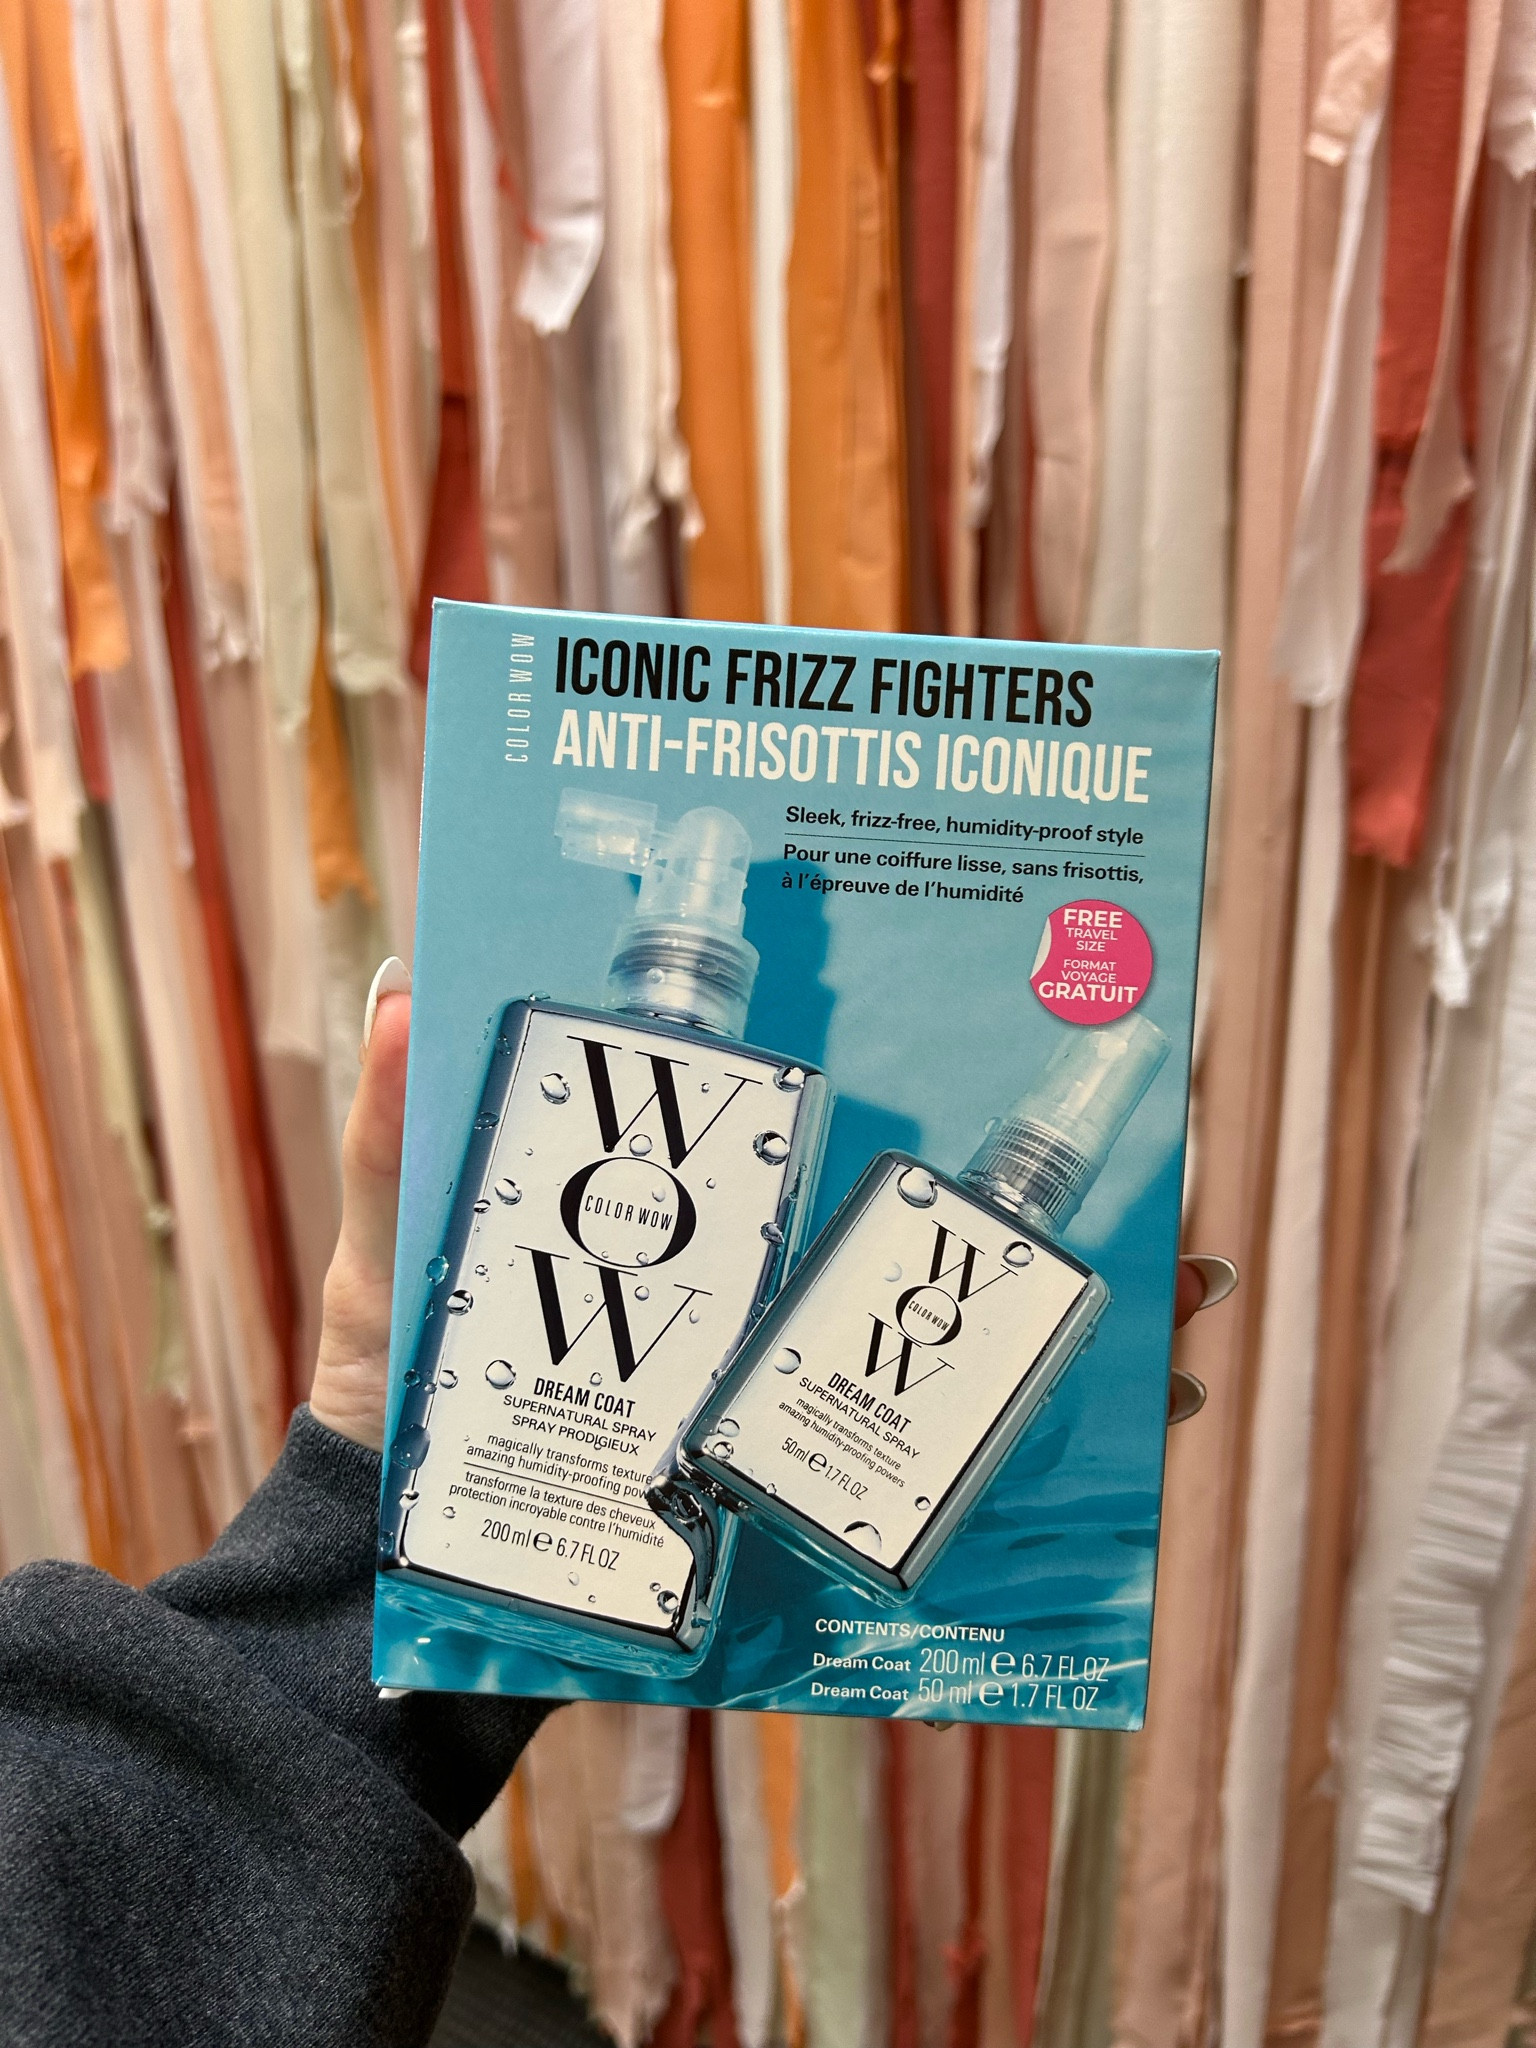 COLOR WOW
ICONIC FRIZZ FIGHTERS
ANTI-FRISOTTIS ICONIQUE
Sleek, frizz-free, humidity-proof style
Pour une coiffure lisse, sans frisottis,
à l'épreuve de l'humidité
FREE
TRAVEL
SIZE
FORMAT
VOYAGE
GRATUIT
W
O
COLOR WOW
W
DREAM COAT
SUPERNATURAL SPRAY
SPRAY PRODIGIEUX
magically transforms texture
amazing humidity-proofing pow
transforme la texture des cheveux
protection incroyable contre l'humidité
200 ml ℮ 6.7 FL OZ
W
O
COLOR WOW
W
DREAM COAT
SUPERNATURAL SPRAY
magically transforms texture
amazing humidity-proofing powers
50 ml ℮ 1.7 FL OZ
CONTENTS/CONTENU
Dream Coat 200 ml ℮ 6.7 FL OZ
Dream Coat 50 ml ℮ 1.7 FL OZ